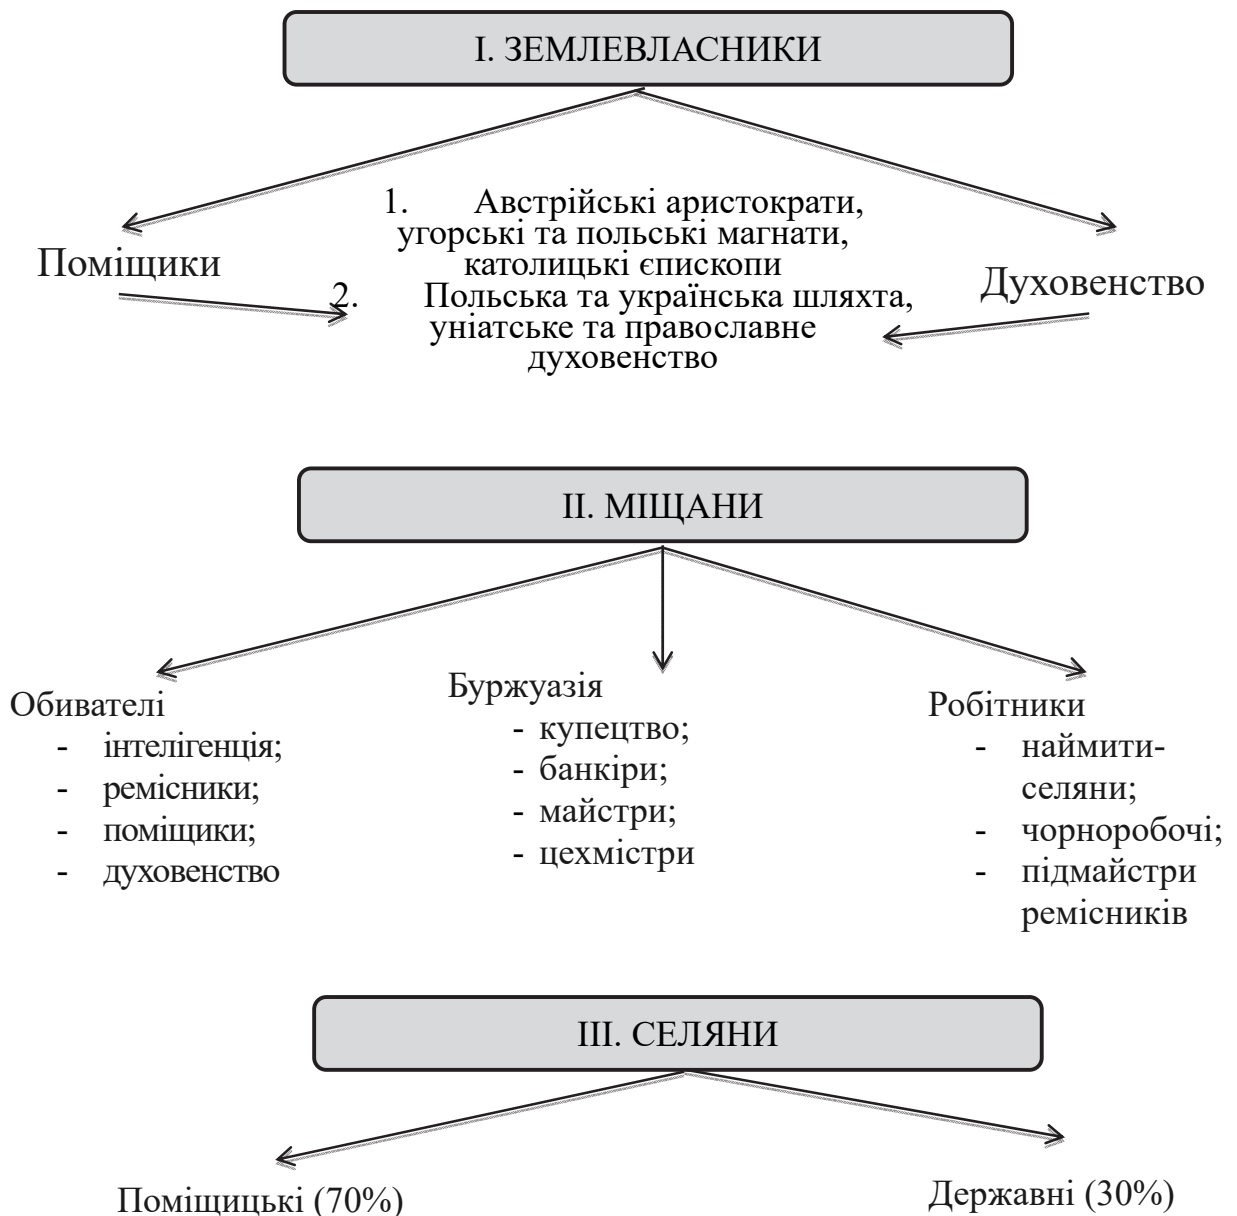 І. ЗЕМЛЕВЛАСНИКИ
Поміщики
1. Австрійські аристократи,
угорські та польські магнати,
католицькі єпископи
2. Польська та українська шляхта,
уніатське та православне
духовенство
Духовенство
ІІ. МІЩАНИ
Обивателі
- інтелігенція;
- ремісники;
- поміщики;
- духовенство
Буржуазія
- купецтво;
- банкіри;
- майстри;
- цехмістри
Робітники
- наймити-
селяни;
- чорноробочі;
- підмайстри
ремісників
ІІІ. СЕЛЯНИ
Поміщицькі (70%)
Державні (30%)